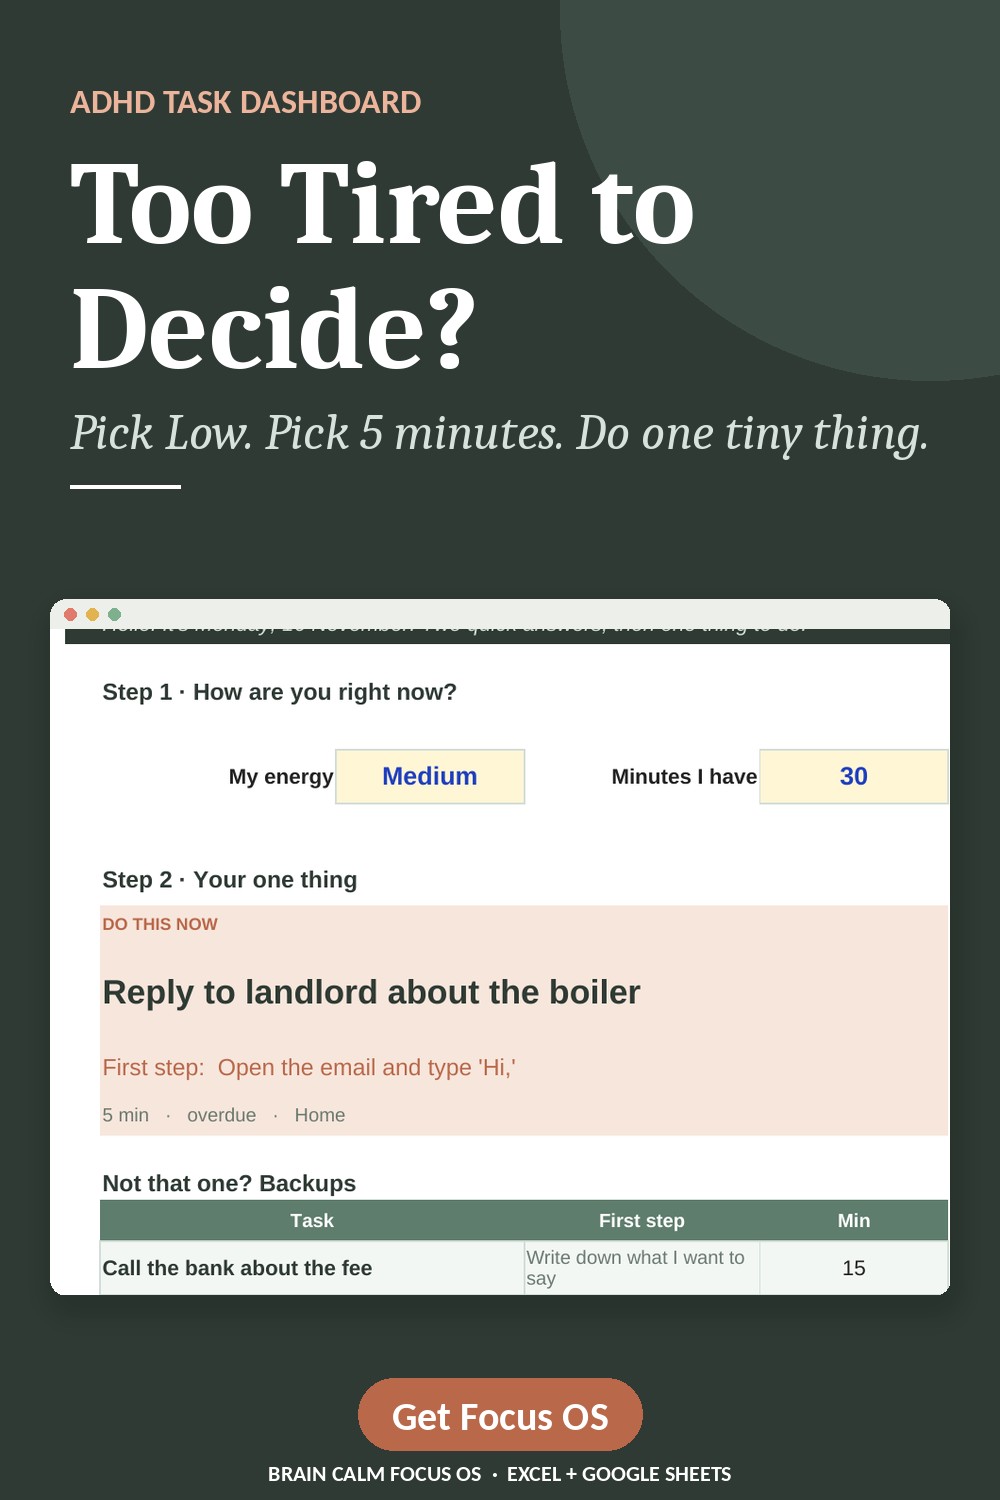 ADHD TASK DASHBOARD
Too Tired to
Decide?
Pick Low. Pick 5 minutes. Do one tiny thing.
Step 1 · How are you right now?
My energy Medium Minutes I have 30
Step 2 · Your one thing
DO THIS NOW
Reply to landlord about the boiler
First step: Open the email and type 'Hi,'
5 min · overdue · Home
Not that one? Backups
Task First step Min
Call the bank about the fee Write down what I want to say 15
Get Focus OS
BRAIN CALM FOCUS OS · EXCEL + GOOGLE SHEETS